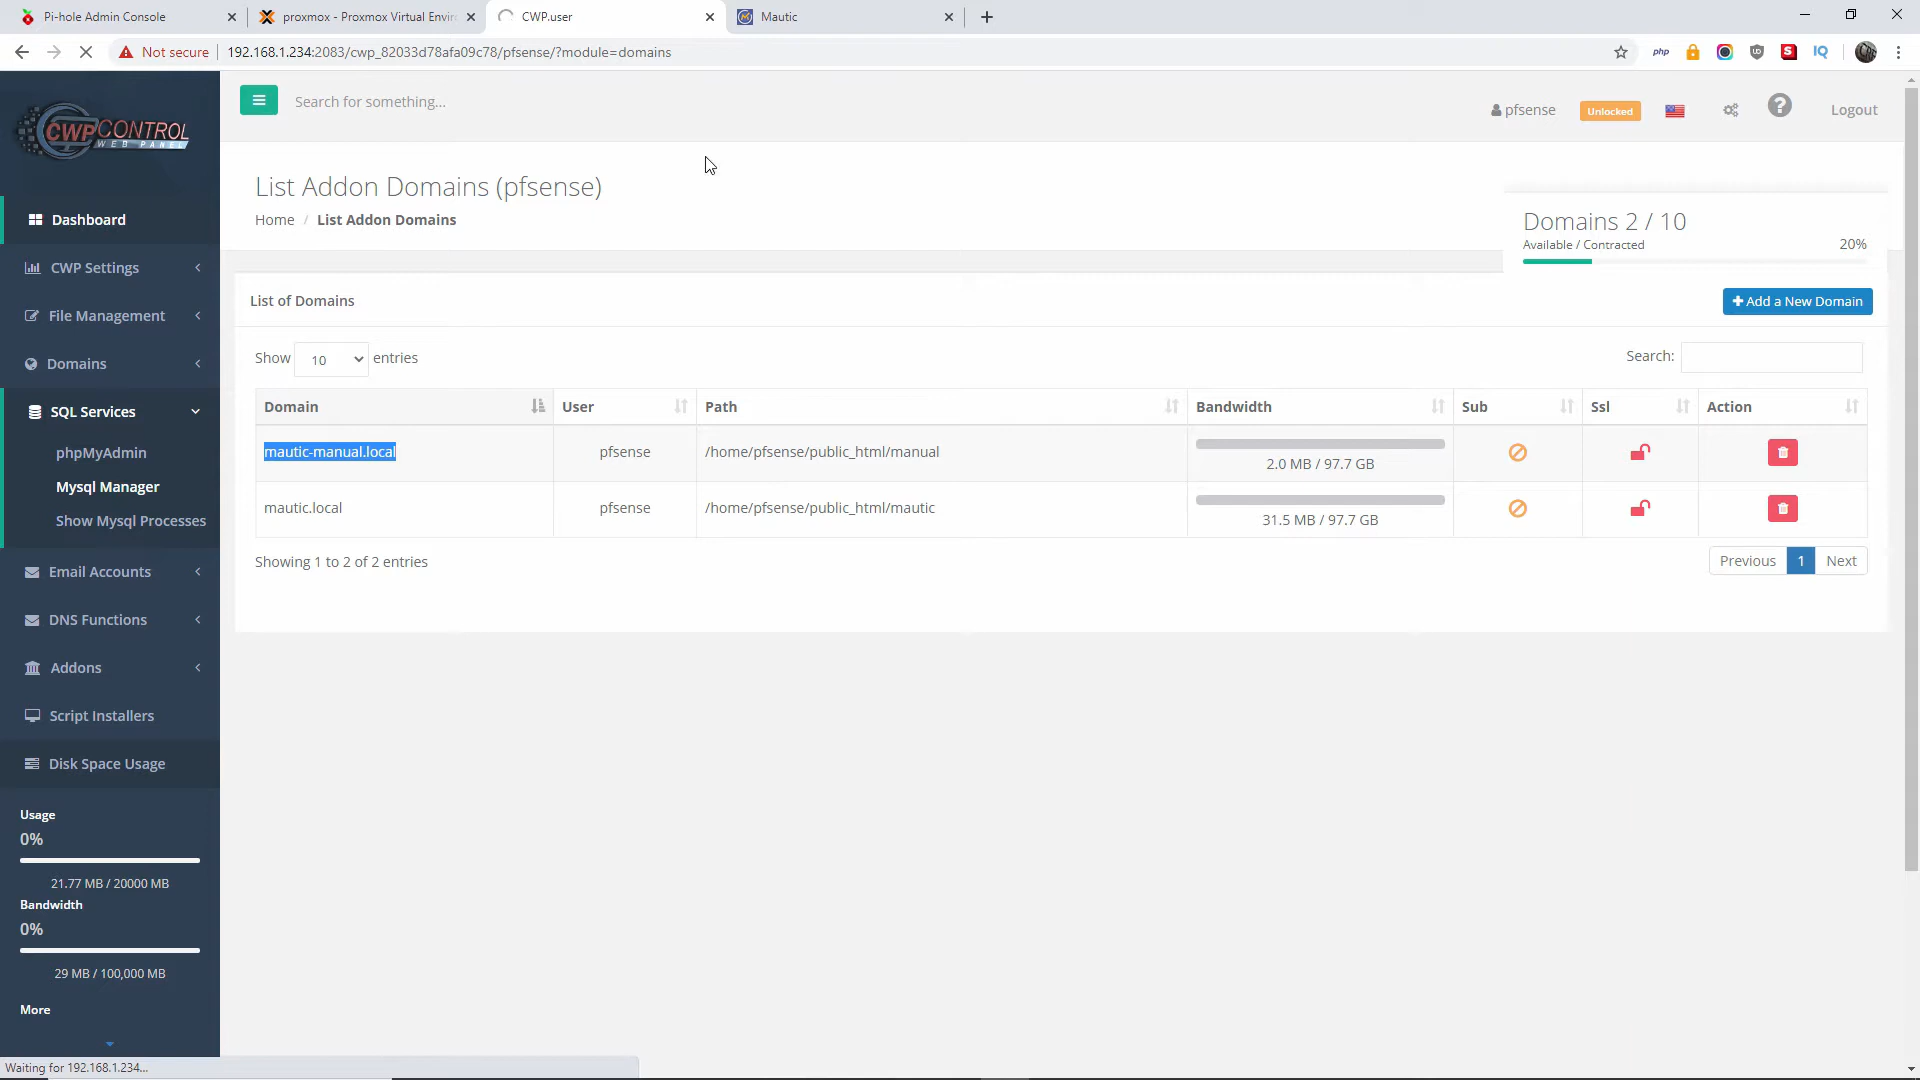 Pi-hole Admin Console
proxmox - Proxmox Virtual Envir
CWP.user
Mautic
Not secure
192.168.1.234:2083/cwp_82033d78afa09c78/pfsense/?module=domains
php
IQ
CWPCONTROL
WEB PANEL
Search for something...
pfsense
Unlocked
Logout
List Addon Domains (pfsense)
Home / List Addon Domains
Domains 2 / 10
Available / Contracted
20%
Dashboard
CWP Settings
File Management
Domains
SQL Services
phpMyAdmin
Mysql Manager
Show Mysql Processes
Email Accounts
DNS Functions
Addons
Script Installers
Disk Space Usage
Usage
0%
21.77 MB / 20000 MB
Bandwidth
0%
29 MB / 100,000 MB
More
List of Domains
+ Add a New Domain
Show 10 entries
Search:
Domain User Path Bandwidth Sub Ssl Action
mautic-manual.local pfsense /home/pfsense/public_html/manual 2.0 MB / 97.7 GB
mautic.local pfsense /home/pfsense/public_html/mautic 31.5 MB / 97.7 GB
Showing 1 to 2 of 2 entries
Previous 1 Next
Waiting for 192.168.1.234...